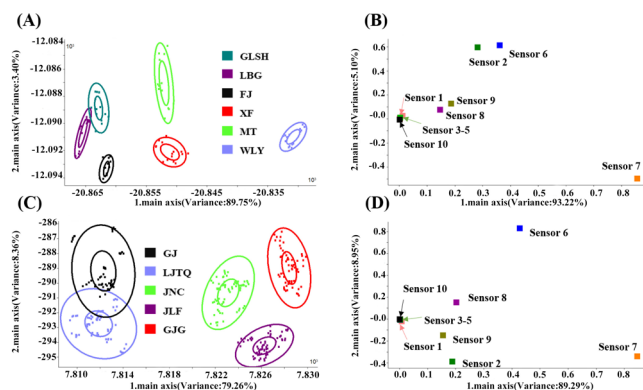 (A)
2.main axis(Variance:3.40%)
-12.084
-12.086
-12.088
-12.090
-12.092
-12.094
GLSH
LBG
FJ
XF
MT
WLY
-20.865 -20.855 -20.845 -20.835
1.main axis(Variance:89.75%)
(B)
2.main axis(Variance:5.10%)
0.6
0.4
0.2
-0.0
-0.2
-0.4
Sensor 6
Sensor 2
Sensor 1
Sensor 9
Sensor 8
Sensor 3-5
Sensor 10
Sensor 7
0.0 0.1 0.2 0.3 0.4 0.5 0.6 0.7 0.8
1.main axis(Variance:93.22%)
(C)
2.main axis(Variance:8.36%)
-286
-287
-288
-289
-290
-291
-292
-293
-294
-295
GJ
LJTQ
JNC
JLF
GJG
7.810 7.814 7.818 7.822 7.826 7.830
1.main axis(Variance:79.26%)
(D)
2.main axis(Variance:8.95%)
0.8
0.6
0.4
0.2
-0.0
-0.2
-0.4
Sensor 6
Sensor 10
Sensor 8
Sensor 3-5
Sensor 9
Sensor 1
Sensor 2
Sensor 7
0.0 0.1 0.2 0.3 0.4 0.5 0.6 0.7 0.8
1.main axis(Variance:89.29%)